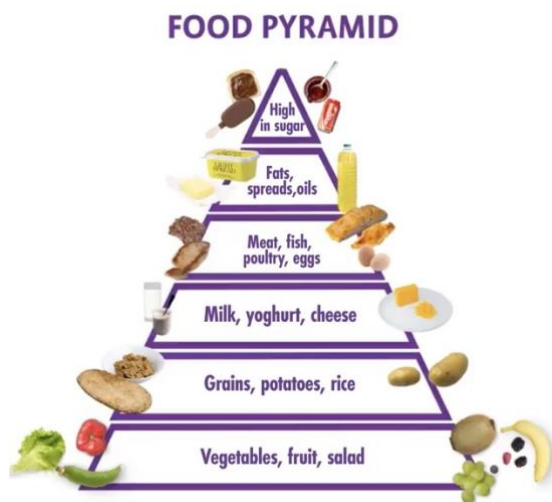 FOOD PYRAMID
High
in sugar
Fats,
spreads,oils
Meat, fish,
poultry, eggs
Milk, yoghurt, cheese
Grains, potatoes, rice
Vegetables, fruit, salad